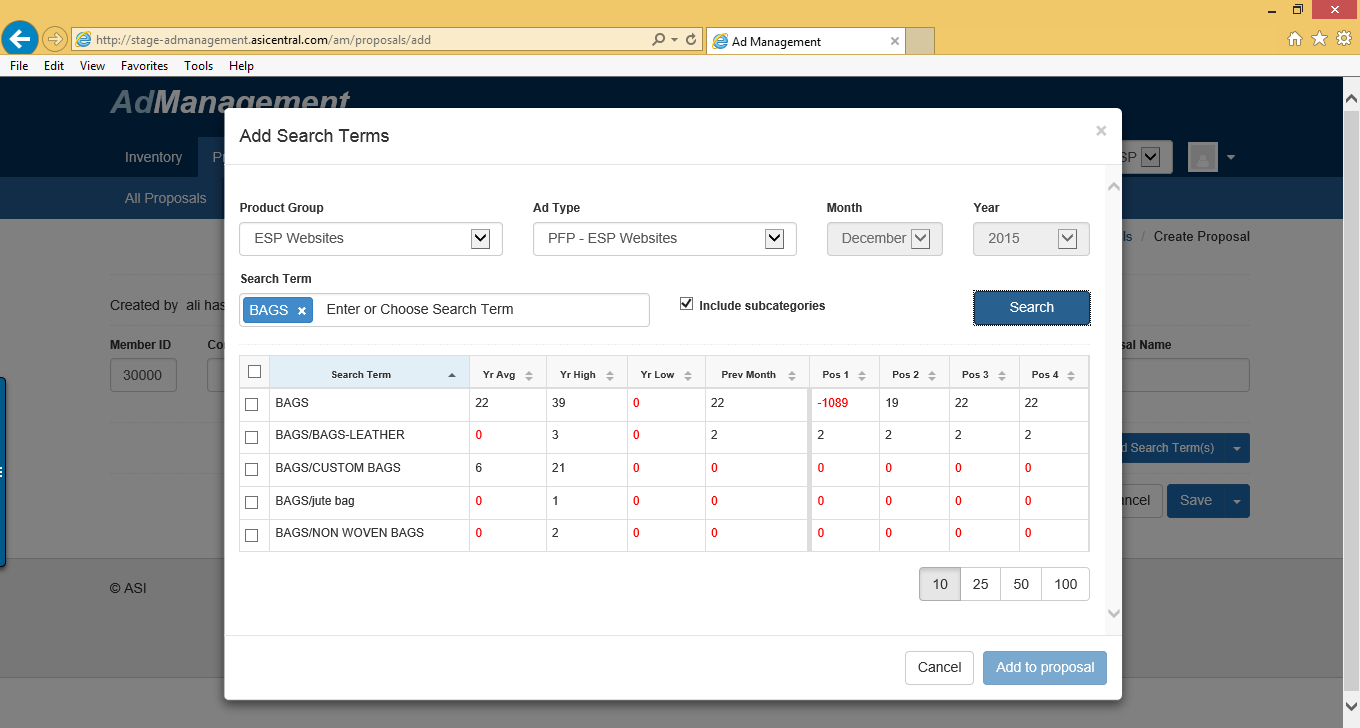 http://stage-admanagement.asicentral.com/am/proposals/add
Ad Management
File Edit View Favorites Tools Help
AdManagement
Add Search Terms
Inventory
All Proposals
Product Group Ad Type Month Year
ESP Websites PFP - ESP Websites December 2015
Create Proposal
Search Term
BAGS × Enter or Choose Search Term Include subcategories Search
Created by ali has
Member ID
30000
Search Term Yr Avg Yr High Yr Low Prev Month Pos 1 Pos 2 Pos 3 Pos 4
BAGS 22 39 0 22 -1089 19 22 22
BAGS/BAGS-LEATHER 0 3 0 2 2 2 2 2
BAGS/CUSTOM BAGS 6 21 0 0 0 0 0 0
BAGS/jute bag 0 1 0 0 0 0 0 0
BAGS/NON WOVEN BAGS 0 2 0 0 0 0 0 0
Name
Search Term(s)
Save
10 25 50 100
© ASI
Cancel Add to proposal